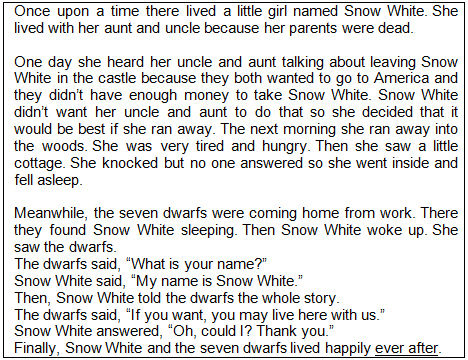 Once upon a time there lived a little girl named Snow White. She
lived with her aunt and uncle because her parents were dead.
One day she heard her uncle and aunt talking about leaving Snow
White in the castle because they both wanted to go to America and
they didn’t have enough money to take Snow White. Snow White
didn’t want her uncle and aunt to do that so she decided that it
would be best if she ran away. The next morning she ran away into
the woods. She was very tired and hungry. Then she saw a little
cottage. She knocked but no one answered so she went inside and
fell asleep.
Meanwhile, the seven dwarfs were coming home from work. There
they found Snow White sleeping. Then Snow White woke up. She
saw the dwarfs.
The dwarfs said, “What is your name?”
Snow White said, “My name is Snow White.”
Then, Snow White told the dwarfs the whole story.
The dwarfs said, “If you want, you may live here with us.”
Snow White answered, “Oh, could I? Thank you.”
Finally, Snow White and the seven dwarfs lived happily ever after.